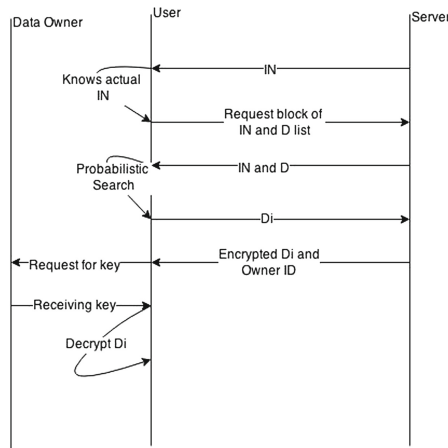 Data Owner
User
Server
IN
Knows actual
IN
Request block of
IN and D list
IN and D
Probabilistic
Search
Di
Encrypted Di and
Owner ID
Request for key
Receiving key
Decrypt Di